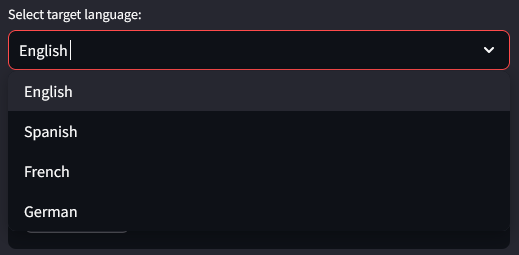 Select target language:
English
English
Spanish
French
German